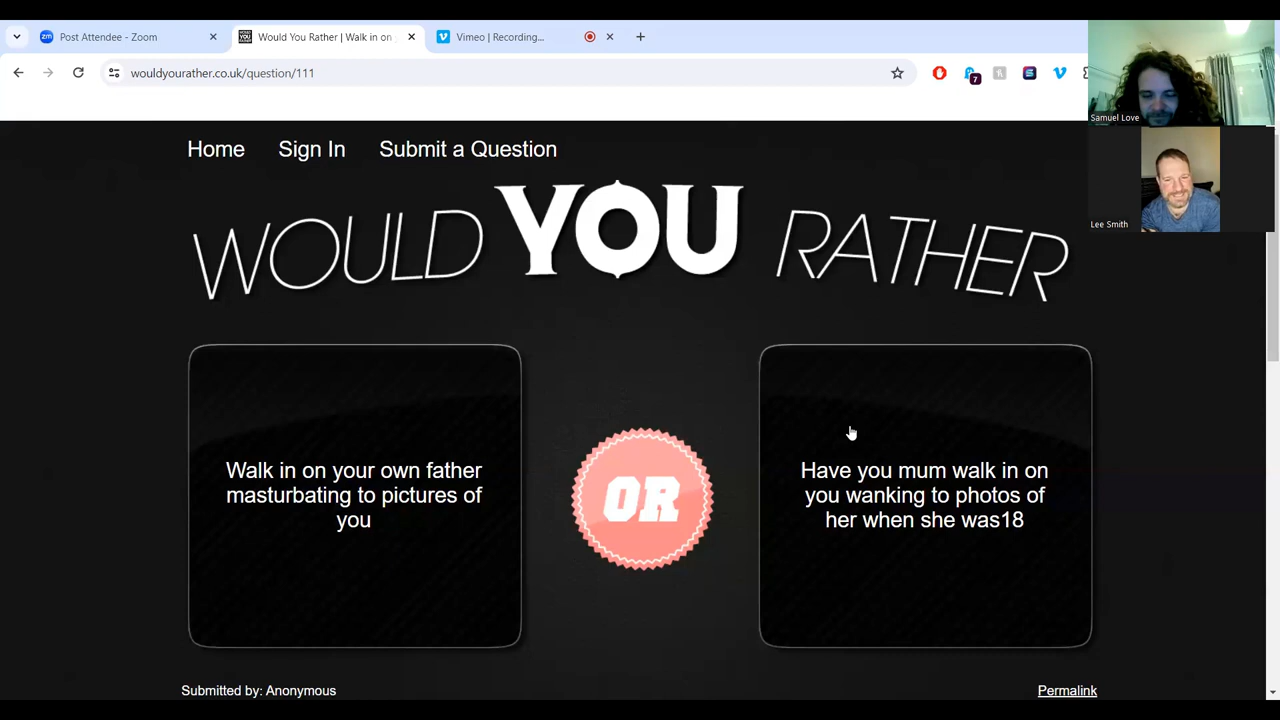 Post Attendee - Zoom
Would You Rather | Walk in on
Vimeo | Recording...
wouldyourather.co.uk/question/111
7
Samuel Love
Lee Smith
Home Sign In Submit a Question
WOULD YOU RATHER
Walk in on your own father
masturbating to pictures of
you
OR
Have you mum walk in on
you wanking to photos of
her when she was18
Submitted by: Anonymous
Permalink